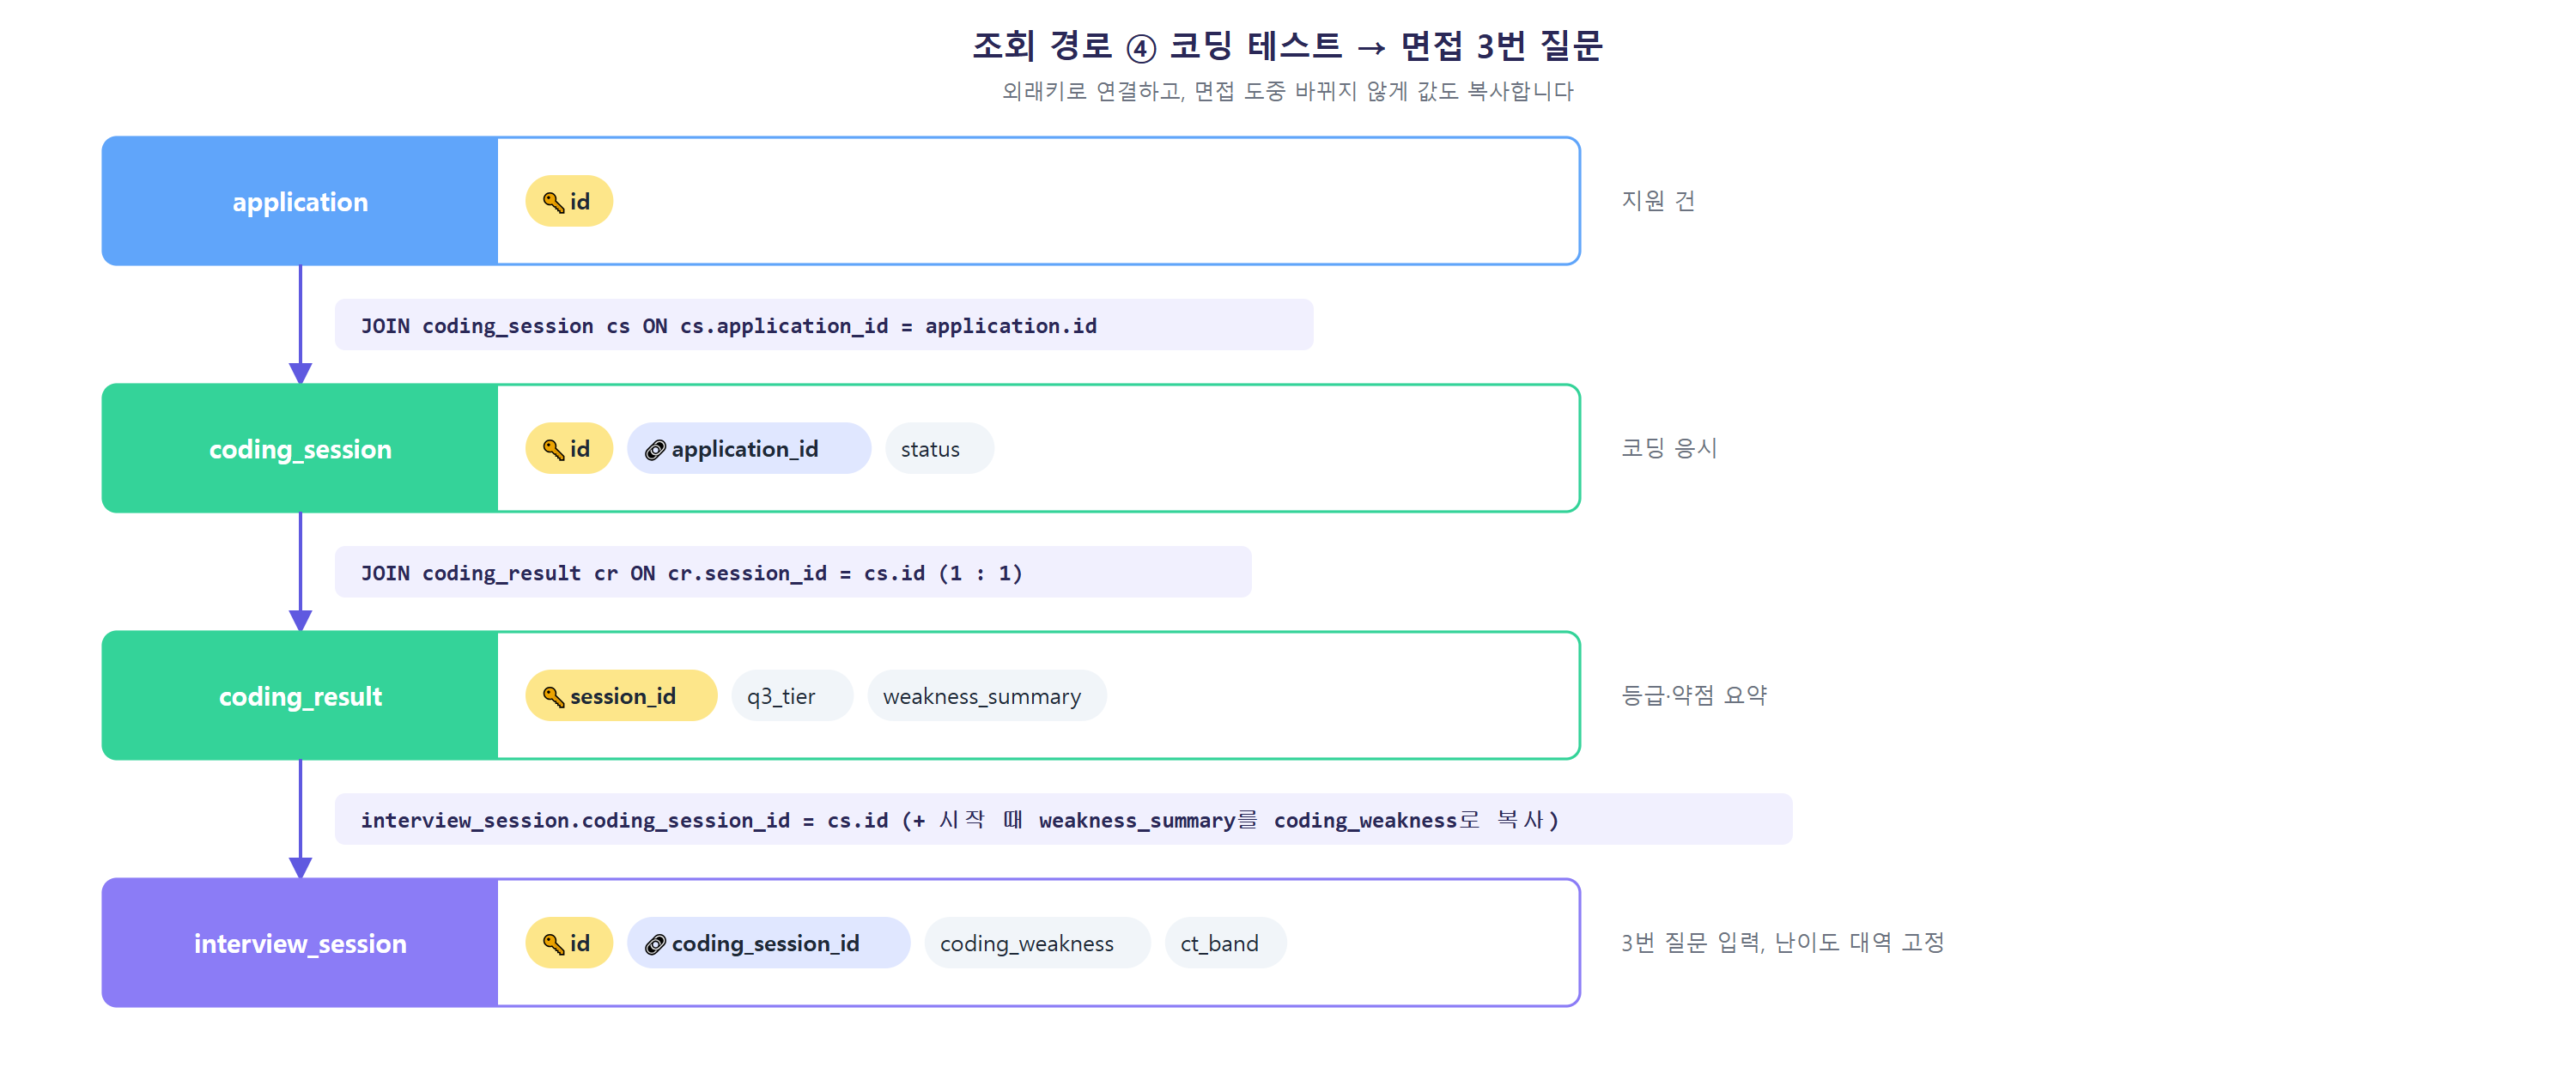 조회 경로 ④ 코딩 테스트 → 면접 3번 질문
외래키로 연결하고, 면접 도중 바뀌지 않게 값도 복사합니다
application
id
지원 건
JOIN coding_session cs ON cs.application_id = application.id
coding_session
id
application_id
status
코딩 응시
JOIN coding_result cr ON cr.session_id = cs.id (1 : 1)
coding_result
session_id
q3_tier
weakness_summary
등급·약점 요약
interview_session.coding_session_id = cs.id (+ 시작 때 weakness_summary를 coding_weakness로 복사)
interview_session
id
coding_session_id
coding_weakness
ct_band
3번 질문 입력, 난이도 대역 고정